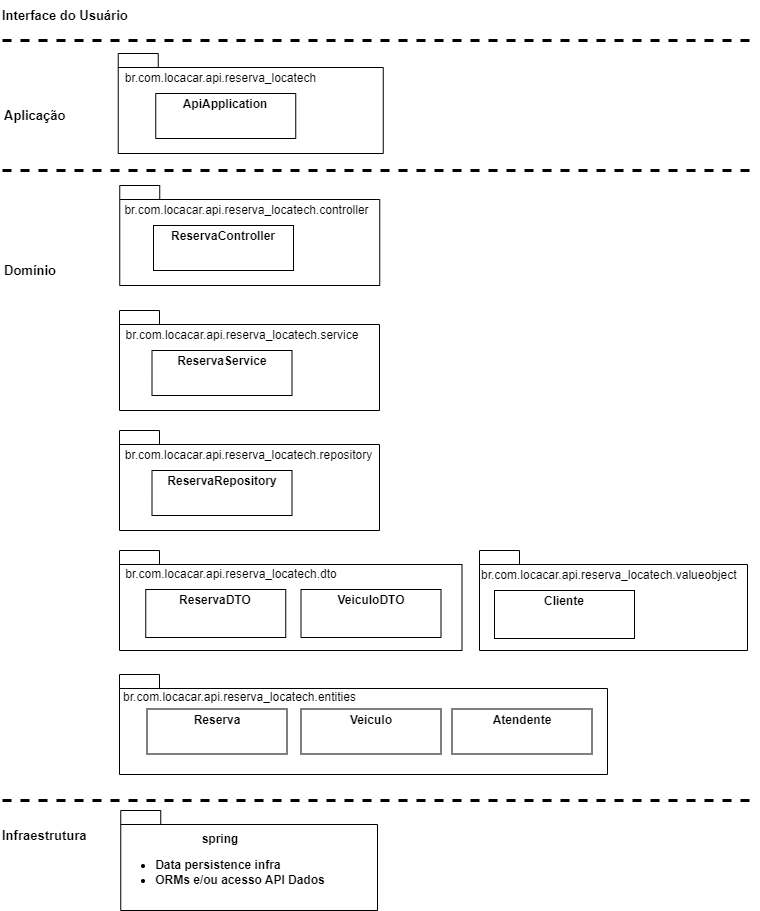 Interface do Usuário
br.com.locacar.api.reserva_locatech
ApiApplication
Aplicação
br.com.locacar.api.reserva_locatech.controller
ReservaController
Domínio
br.com.locacar.api.reserva_locatech.service
ReservaService
br.com.locacar.api.reserva_locatech.repository
ReservaRepository
br.com.locacar.api.reserva_locatech.dto
ReservaDTO
VeiculoDTO
br.com.locacar.api.reserva_locatech.valueobject
Cliente
br.com.locacar.api.reserva_locatech.entities
Reserva
Veiculo
Atendente
Infraestrutura
spring
• Data persistence infra
• ORMs e/ou acesso API Dados